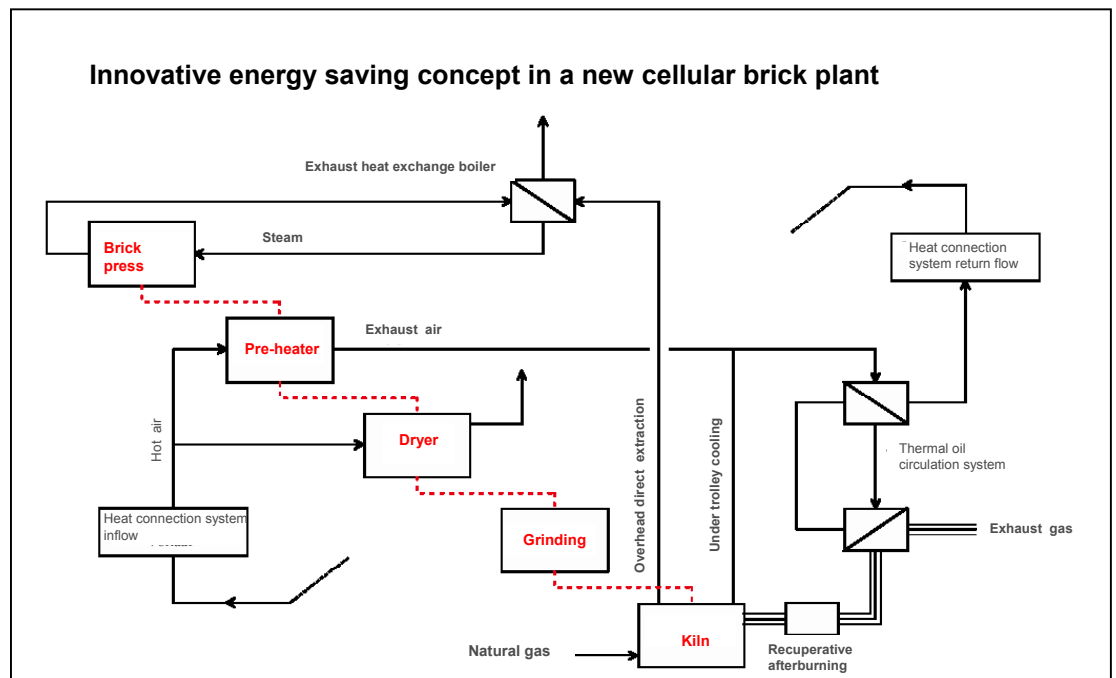 Innovative energy saving concept in a new cellular brick plant
Exhaust heat exchange boiler
Steam
Brick
press
Heat connection
system return flow
Exhaust air
Pre-heater
Hot air
Dryer
Overhead direct extraction
Under trolley cooling
Thermal oil
circulation system
Heat connection system
inflow
Grinding
Exhaust gas
Kiln
Natural gas
Recuperative
afterburning